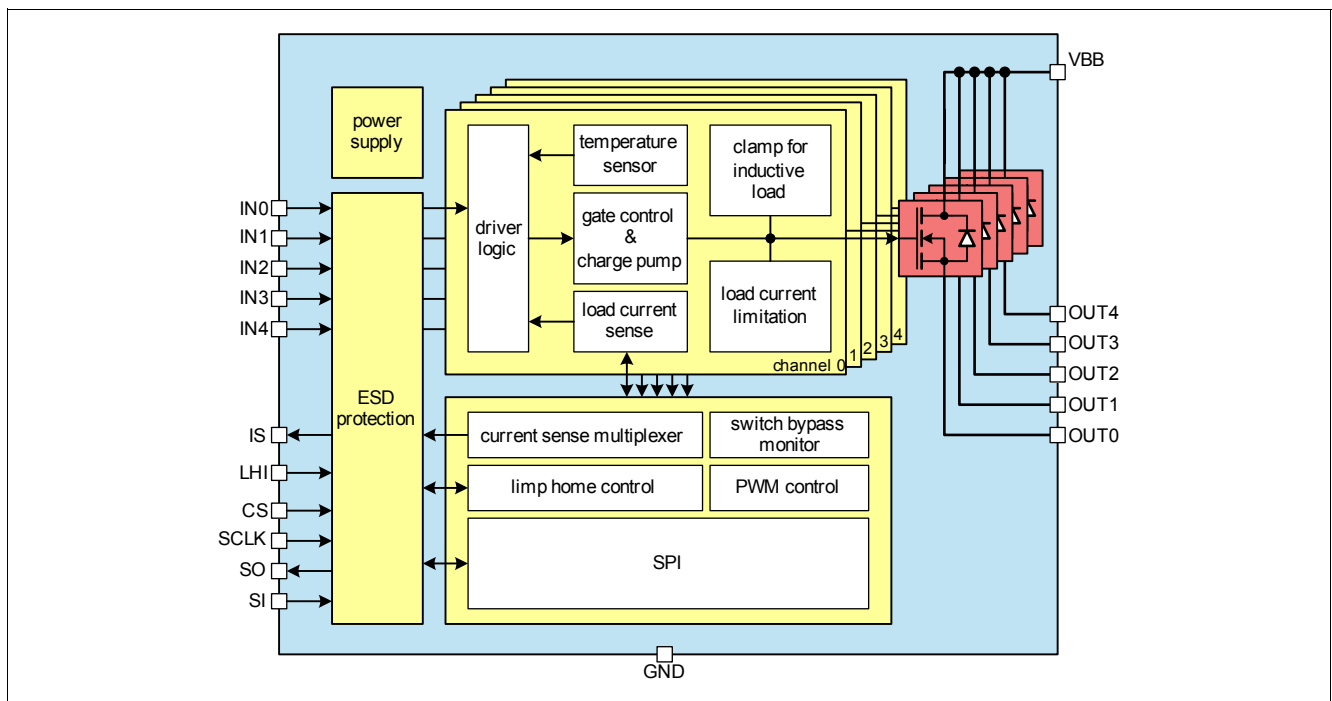 VBB
power
supply
temperature
sensor
clamp for
inductive
load
IN0
IN1
IN2
IN3
IN4
driver
logic
gate control
&
charge pump
load current
sense
load current
limitation
channel 0
1
2
3
4
OUT4
OUT3
OUT2
OUT1
OUT0
ESD
protection
IS
LHI
CS
SCLK
SO
SI
current sense multiplexer
switch bypass
monitor
limp home control
PWM control
SPI
GND